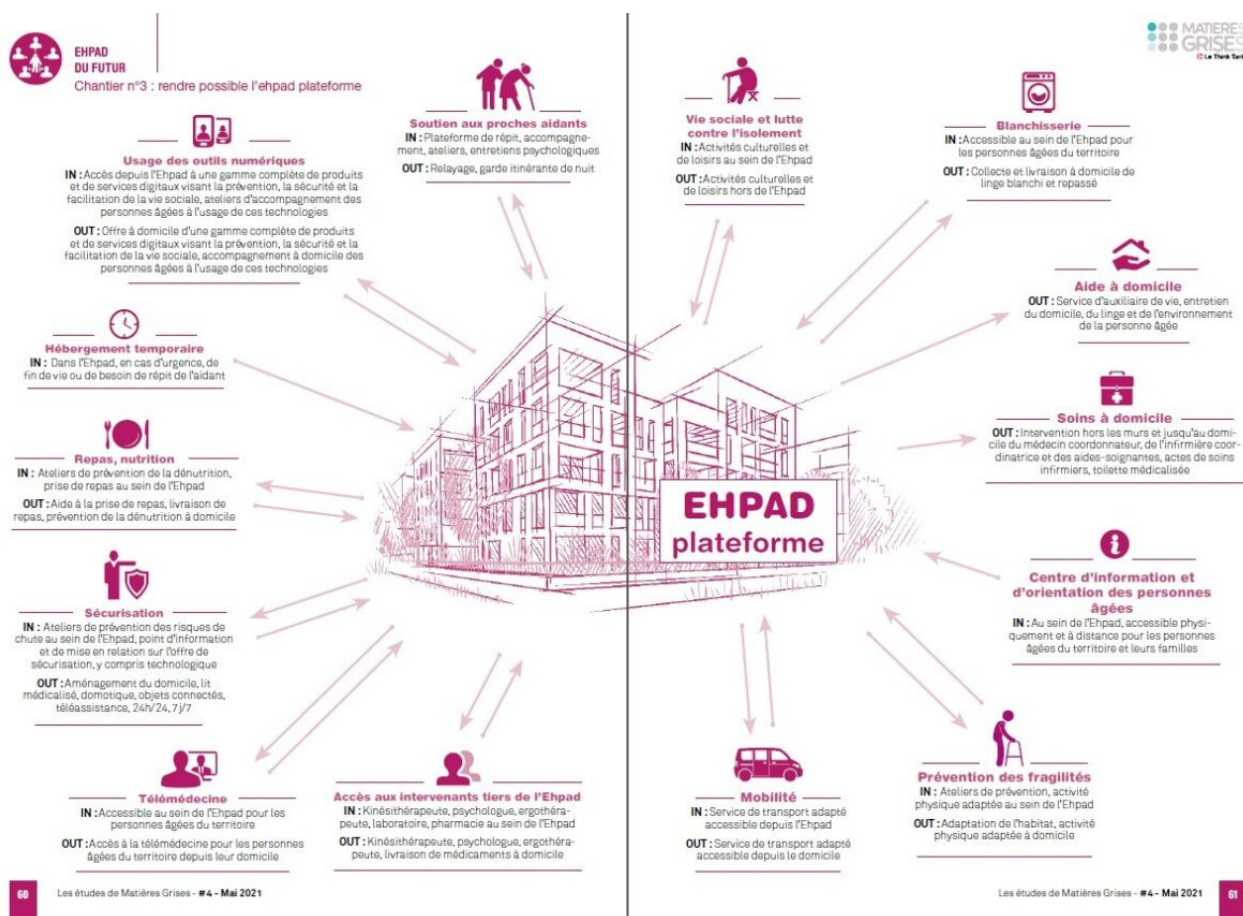 EHPAD
DU FUTUR
Chantier n°3 : rendre possible l'ehpad plateforme
Usage des outils numériques
IN : Accès depuis l'Ehpad à une gamme complète de produits
et de services digitaux visant la prévention, la sécurité et la
facilitation de la vie sociale, ateliers d'accompagnement des
personnes âgées à l'usage de ces technologies
OUT : Offre à domicile d'une gamme complète de produits
et de services digitaux visant la prévention, la sécurité et la
facilitation de la vie sociale, accompagnement à domicile des
personnes âgées à l'usage de ces technologies
Soutien aux proches aidants
IN : Plateforme de répit, accompagne-
ment, ateliers, entretiens psychologiques
OUT : Relayage, garde itinérante de nuit
Hébergement temporaire
IN : Dans l'Ehpad, en cas d'urgence, de
fin de vie ou de besoin de répit de l'aidant
Repas, nutrition
IN : Ateliers de prévention de la dénutrition,
prise de repas au sein de l'Ehpad
OUT : Aide à la prise de repas, livraison de
repas, prévention de la dénutrition à domicile
Sécurisation
IN : Ateliers de prévention des risques de
chute au sein de l'Ehpad, point d'information
et de mise en relation sur l'offre de
sécurisation, y compris technologique
OUT : Aménagement du domicile, lit
médicalisé, domotique, objets connectés,
téléassistance, 24h/24, 7j/7
Télémédecine
IN : Accessible au sein de l'Ehpad pour les
personnes âgées du territoire
OUT : Accès à la télémédecine pour les personnes
âgées du territoire depuis leur domicile
Accès aux intervenants tiers de l'Ehpad
IN : Kinésithérapeute, psychologue, ergothéra-
peute, laboratoire, pharmacie au sein de l'Ehpad
OUT : Kinésithérapeute, psychologue, ergothéra-
peute, livraison de médicaments à domicile
60
Les études de Matières Grises - #4 - Mai 2021
MATIERES
GRISES
Le Think Tank
Vie sociale et lutte
contre l'isolement
IN : Activités culturelles et
de loisirs au sein de l'Ehpad
OUT : Activités culturelles et
de loisirs hors de l'Ehpad
Blanchisserie
IN : Accessible au sein de l'Ehpad pour
les personnes âgées du territoire
OUT : Collecte et livraison à domicile de
linge blanchi et repassé
Aide à domicile
OUT : Service d'auxiliaire de vie, entretien
du domicile, du linge et de l'environnement
de la personne âgée
Soins à domicile
OUT : Intervention hors les murs et jusqu'au domi-
cile du médecin coordonnateur, de l'infirmière coor-
dinatrice et des aides-soignantes, actes de soins
infirmiers, toilette médicalisée
EHPAD
plateforme
Centre d'information et
d'orientation des personnes
âgées
IN : Au sein de l'Ehpad, accessible physi-
quement et à distance pour les personnes
âgées du territoire et leurs familles
Mobilité
IN : Service de transport adapté
accessible depuis l'Ehpad
OUT : Service de transport adapté
accessible depuis le domicile
Prévention des fragilités
IN : Ateliers de prévention, activité
physique adaptée au sein de l'Ehpad
OUT : Adaptation de l'habitat, activité
physique adaptée à domicile
Les études de Matières Grises - #4 - Mai 2021
61